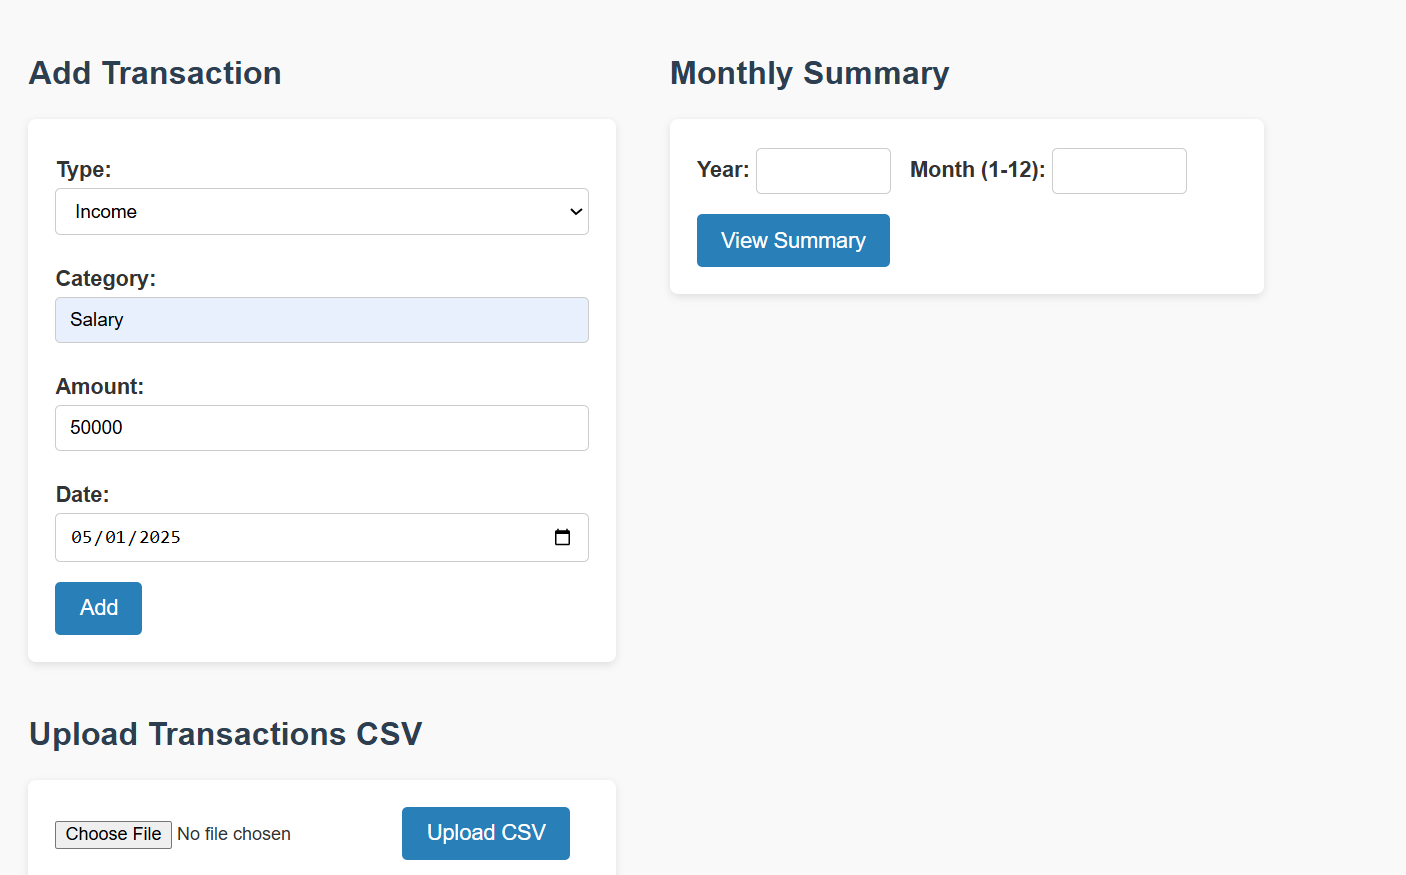 Add Transaction
Type:
Income
Category:
Salary
Amount:
50000
Date:
05/01/2025
Add
Upload Transactions CSV
Choose File No file chosen
Upload CSV
Monthly Summary
Year: Month (1-12):
View Summary